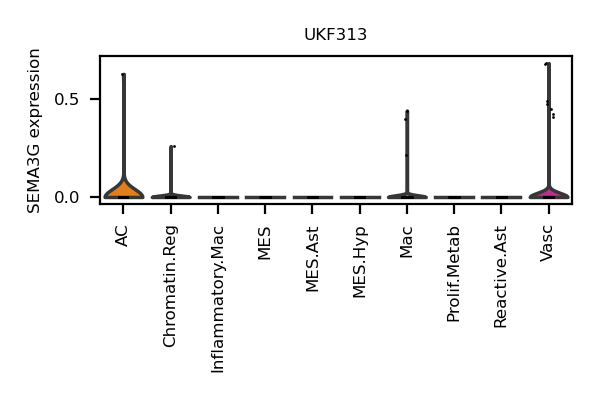 UKF313
SEMA3G expression
0.5
0.0
AC
Chromatin.Reg
Inflammatory.Mac
MES
MES.Ast
MES.Hyp
Mac
Prolif.Metab
Reactive.Ast
Vasc